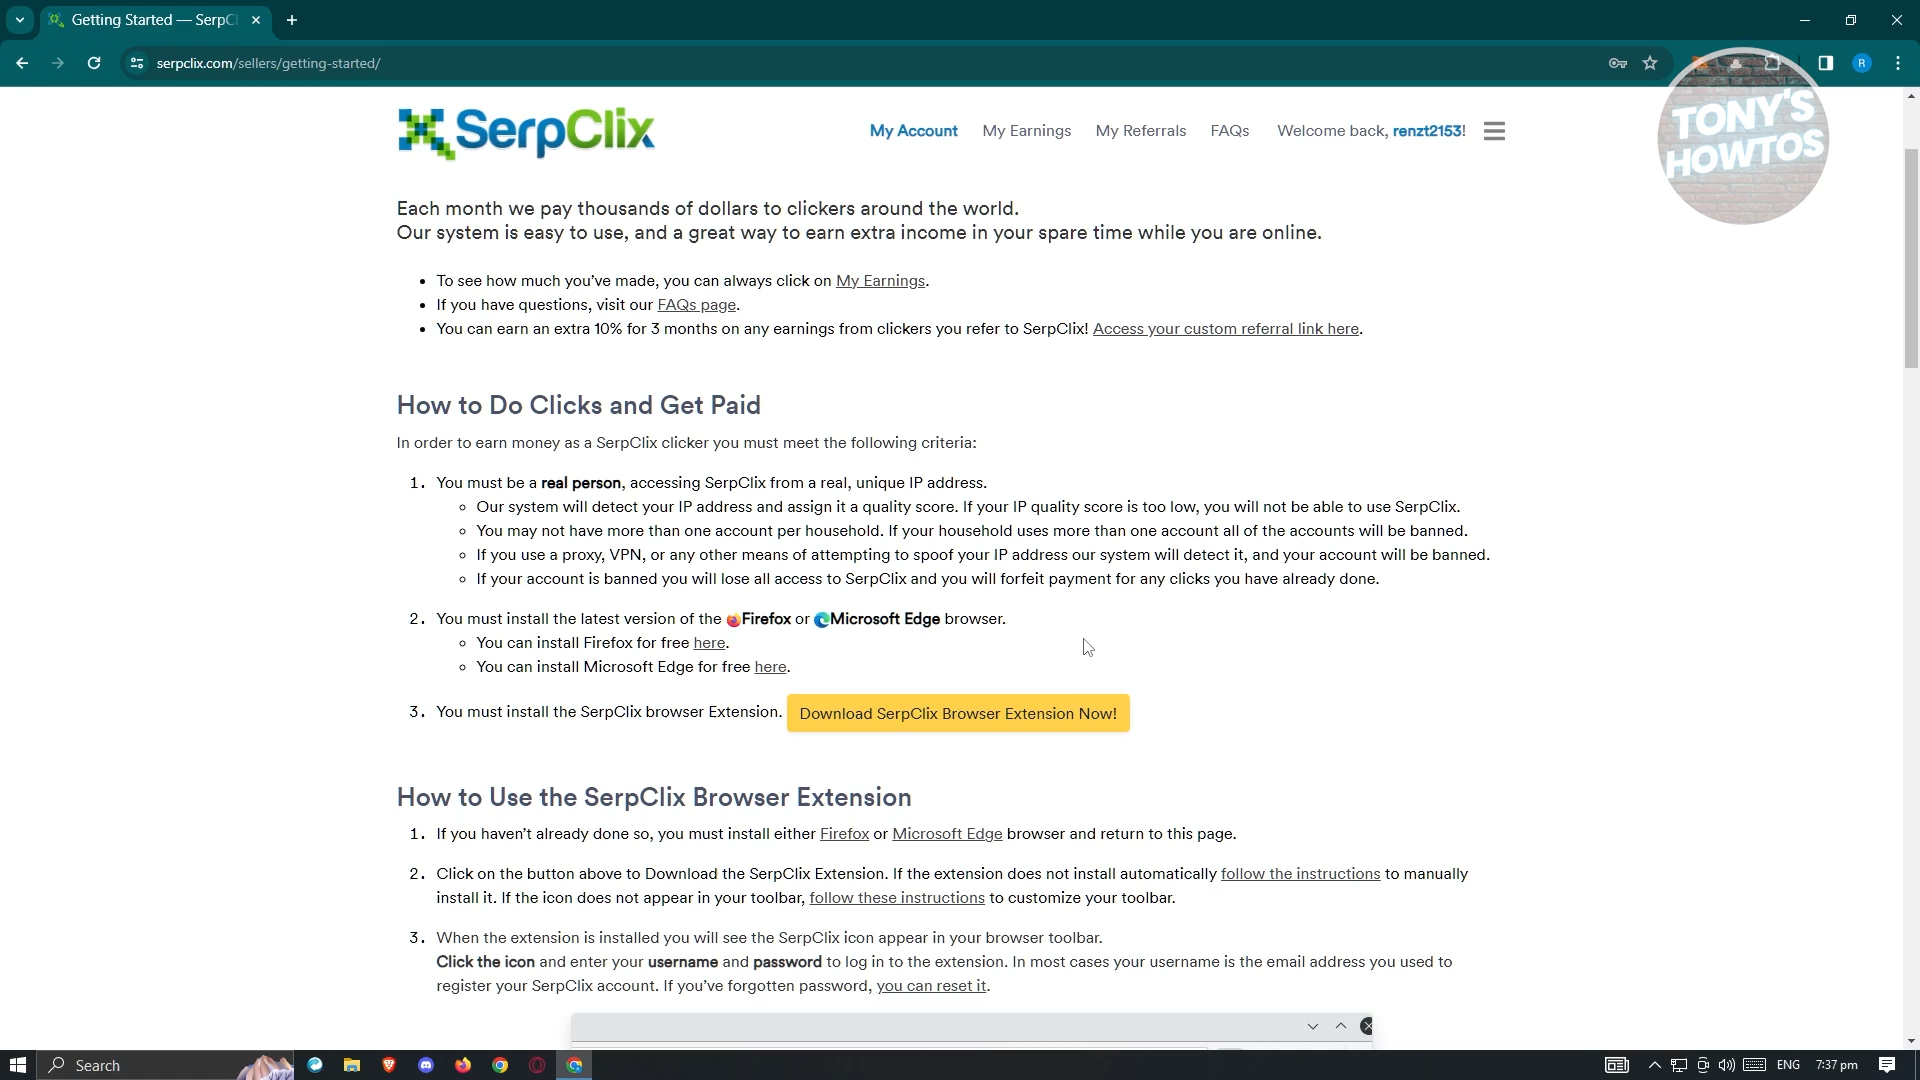 Getting Started — SerpCl
serpclix.com/sellers/getting-started/
R
TONY'S
HOWTOS
SerpClix
My Account
My Earnings
My Referrals
FAQs
Welcome back, renzt2153!
Each month we pay thousands of dollars to clickers around the world.
Our system is easy to use, and a great way to earn extra income in your spare time while you are online.
• To see how much you've made, you can always click on My Earnings.
• If you have questions, visit our FAQs page.
• You can earn an extra 10% for 3 months on any earnings from clickers you refer to SerpClix! Access your custom referral link here.
How to Do Clicks and Get Paid
In order to earn money as a SerpClix clicker you must meet the following criteria:
1. You must be a real person, accessing SerpClix from a real, unique IP address.
◦ Our system will detect your IP address and assign it a quality score. If your IP quality score is too low, you will not be able to use SerpClix.
◦ You may not have more than one account per household. If your household uses more than one account all of the accounts will be banned.
◦ If you use a proxy, VPN, or any other means of attempting to spoof your IP address our system will detect it, and your account will be banned.
◦ If your account is banned you will lose all access to SerpClix and you will forfeit payment for any clicks you have already done.
2. You must install the latest version of the Firefox or Microsoft Edge browser.
◦ You can install Firefox for free here.
◦ You can install Microsoft Edge for free here.
3. You must install the SerpClix browser Extension. Download SerpClix Browser Extension Now!
How to Use the SerpClix Browser Extension
1. If you haven't already done so, you must install either Firefox or Microsoft Edge browser and return to this page.
2. Click on the button above to Download the SerpClix Extension. If the extension does not install automatically follow the instructions to manually
install it. If the icon does not appear in your toolbar, follow these instructions to customize your toolbar.
3. When the extension is installed you will see the SerpClix icon appear in your browser toolbar.
Click the icon and enter your username and password to log in to the extension. In most cases your username is the email address you used to
register your SerpClix account. If you've forgotten password, you can reset it.
Search
ENG
7:37 pm